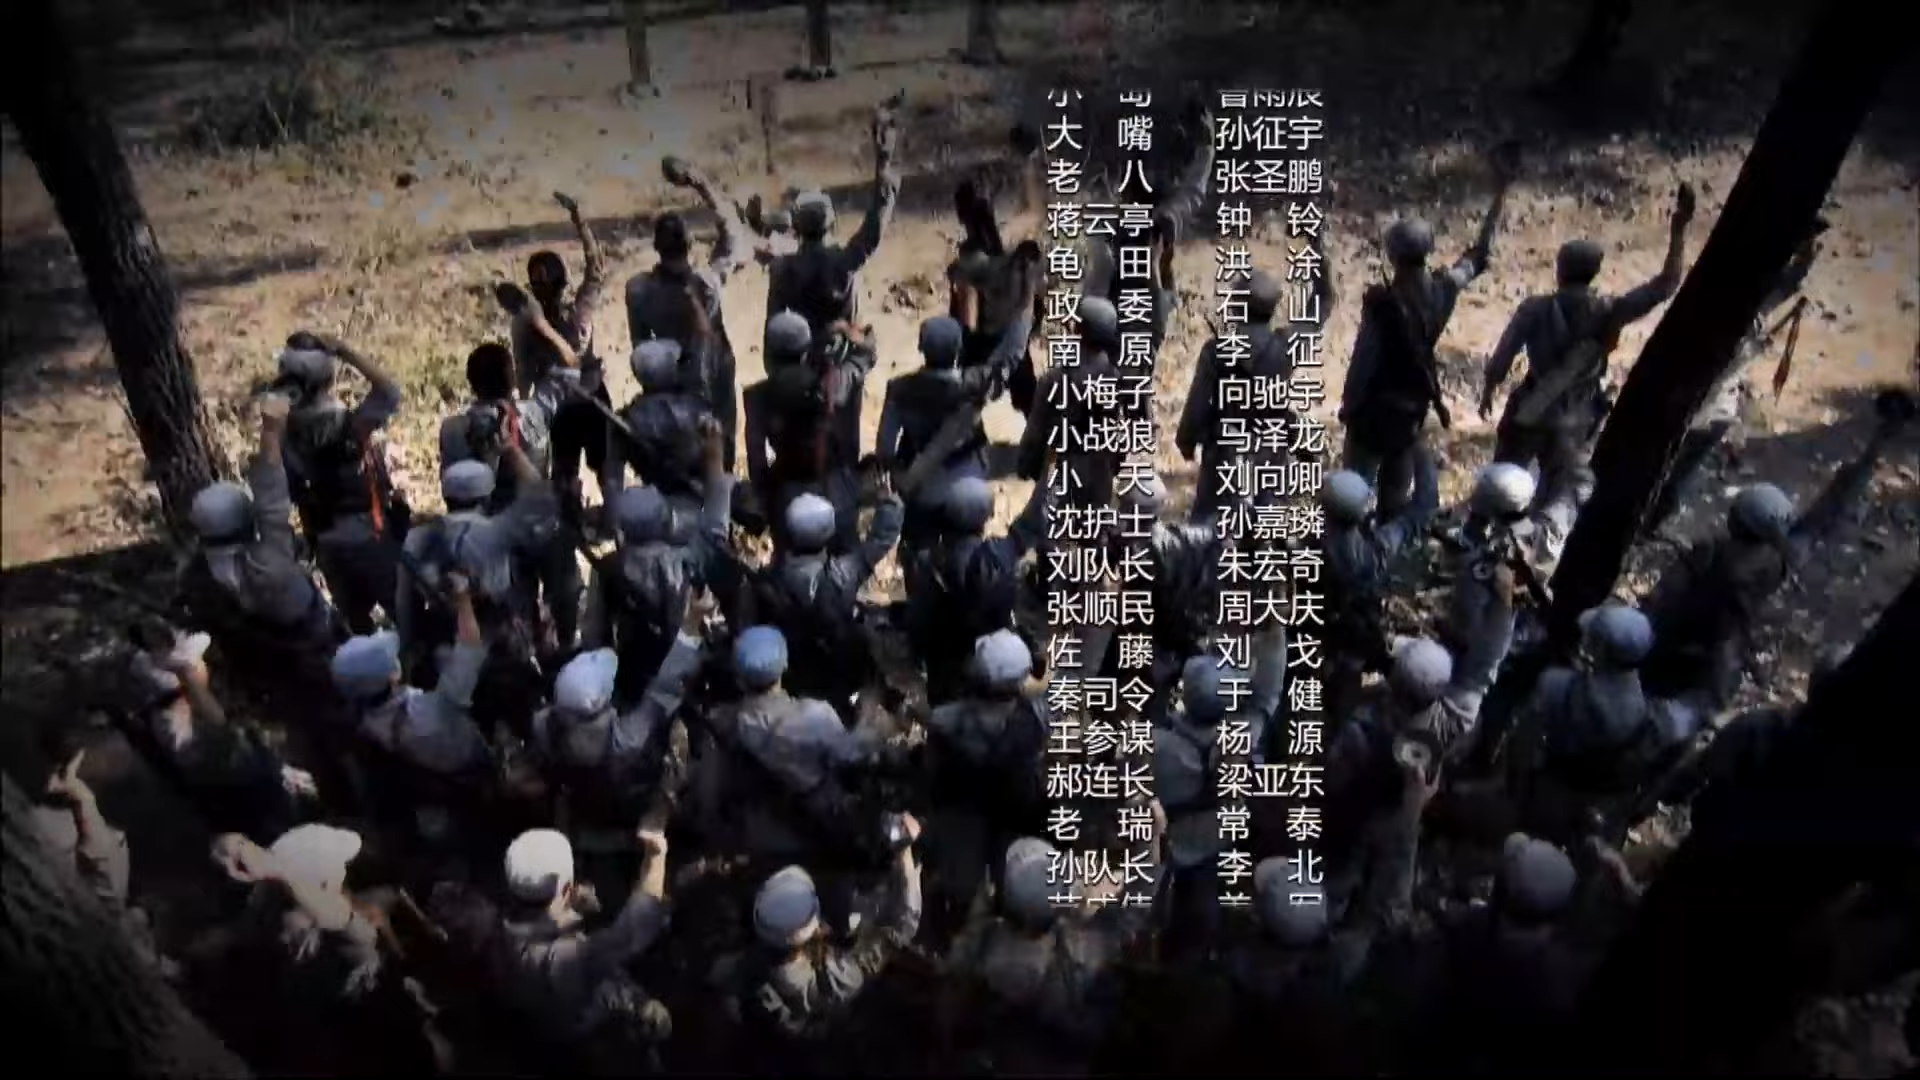 大嘴 孙征宇
老八 张圣鹏
蒋云亭 钟铃
龟田 洪涂
政委 石山
南原 李征
小梅子 向驰宇
小战狼 马泽龙
小天 刘向卿
沈护士 孙嘉璘
刘队长 朱宏奇
张顺民 周大庆
佐藤 刘戈
秦司令 于健
王参谋 杨源
郝连长 梁亚东
老瑞 常泰
孙队长 李北